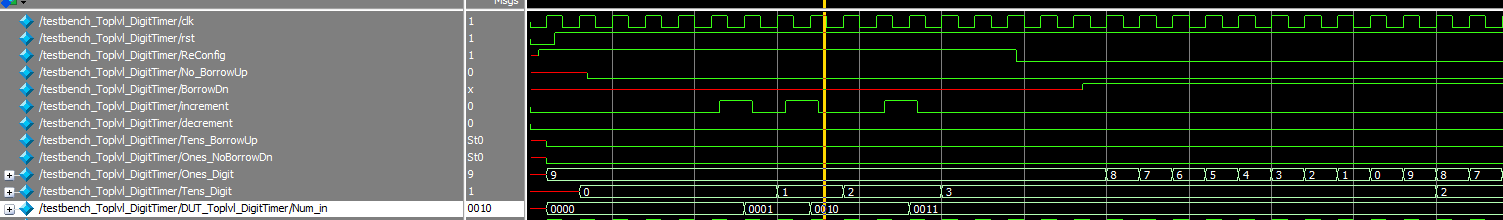 Msgs
/testbench_Toplvl_DigitTimer/clk 1
/testbench_Toplvl_DigitTimer/rst 1
/testbench_Toplvl_DigitTimer/ReConfig 1
/testbench_Toplvl_DigitTimer/No_BorrowUp 0
/testbench_Toplvl_DigitTimer/BorrowDn x
/testbench_Toplvl_DigitTimer/increment 0
/testbench_Toplvl_DigitTimer/decrement 0
/testbench_Toplvl_DigitTimer/Tens_BorrowUp St0
/testbench_Toplvl_DigitTimer/Ones_NoBorrowDn St0
/testbench_Toplvl_DigitTimer/Ones_Digit 9 9 8 7 6 5 4 3 2 1 0 9 8 7
/testbench_Toplvl_DigitTimer/Tens_Digit 1 0 1 2 3 2
/testbench_Toplvl_DigitTimer/DUT_Toplvl_DigitTimer/Num_in 0010 0000 0001 0010 0011